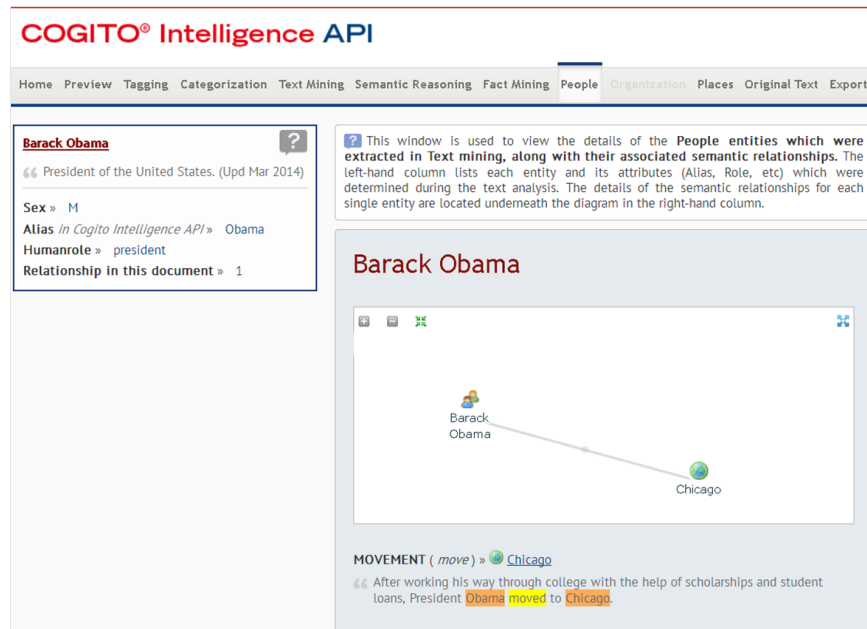 COGITO® Intelligence API
Home Preview Tagging Categorization Text Mining Semantic Reasoning Fact Mining People Organization Places Original Text Export
Barack Obama
?
President of the United States. (Upd Mar 2014)
Sex » M
Alias in Cogito Intelligence API » Obama
Humanrole » president
Relationship in this document » 1
? This window is used to view the details of the People entities which were
extracted in Text mining, along with their associated semantic relationships. The
left-hand column lists each entity and its attributes (Alias, Role, etc) which were
determined during the text analysis. The details of the semantic relationships for each
single entity are located underneath the diagram in the right-hand column.
Barack Obama
Barack
Obama
Chicago
MOVEMENT ( move ) » Chicago
After working his way through college with the help of scholarships and student
loans, President Obama moved to Chicago.